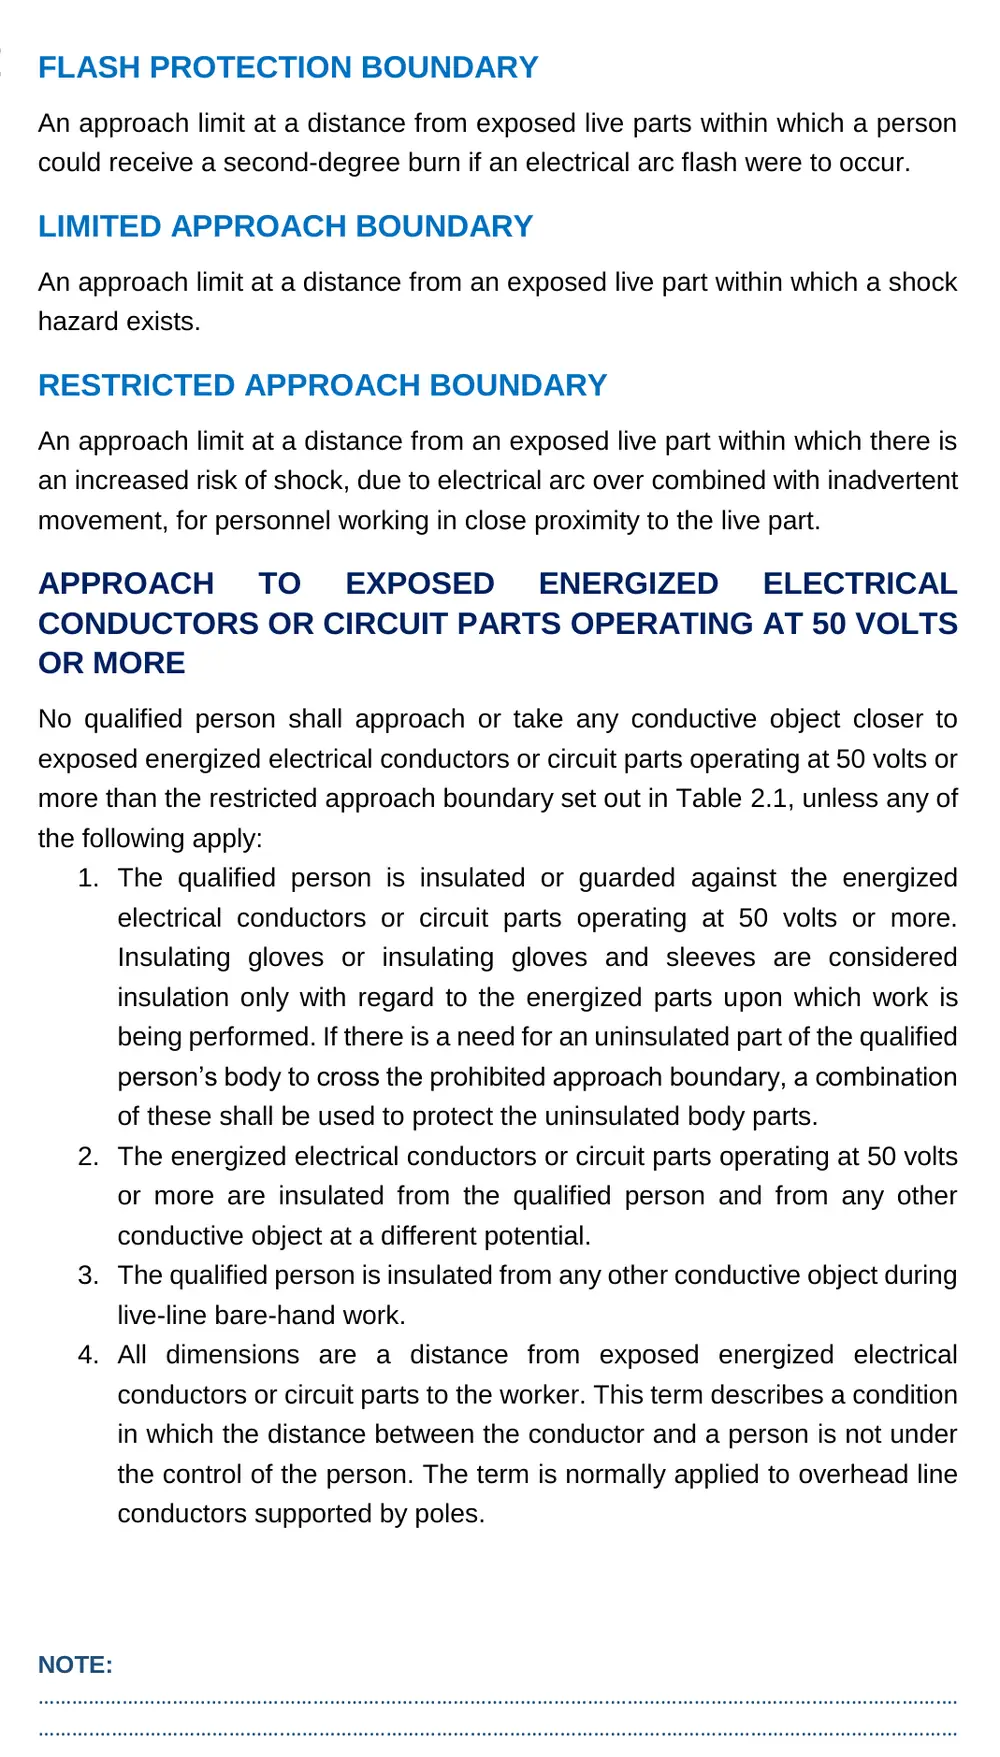 FLASH PROTECTION BOUNDARY
An approach limit at a distance from exposed live parts within which a person
could receive a second-degree burn if an electrical arc flash were to occur.
LIMITED APPROACH BOUNDARY
An approach limit at a distance from an exposed live part within which a shock
hazard exists.
RESTRICTED APPROACH BOUNDARY
An approach limit at a distance from an exposed live part within which there is
an increased risk of shock, due to electrical arc over combined with inadvertent
movement, for personnel working in close proximity to the live part.
APPROACH TO EXPOSED ENERGIZED ELECTRICAL
CONDUCTORS OR CIRCUIT PARTS OPERATING AT 50 VOLTS
OR MORE
No qualified person shall approach or take any conductive object closer to
exposed energized electrical conductors or circuit parts operating at 50 volts or
more than the restricted approach boundary set out in Table 2.1, unless any of
the following apply:
1. The qualified person is insulated or guarded against the energized
electrical conductors or circuit parts operating at 50 volts or more.
Insulating gloves or insulating gloves and sleeves are considered
insulation only with regard to the energized parts upon which work is
being performed. If there is a need for an uninsulated part of the qualified
person’s body to cross the prohibited approach boundary, a combination
of these shall be used to protect the uninsulated body parts.
2. The energized electrical conductors or circuit parts operating at 50 volts
or more are insulated from the qualified person and from any other
conductive object at a different potential.
3. The qualified person is insulated from any other conductive object during
live-line bare-hand work.
4. All dimensions are a distance from exposed energized electrical
conductors or circuit parts to the worker. This term describes a condition
in which the distance between the conductor and a person is not under
the control of the person. The term is normally applied to overhead line
conductors supported by poles.
NOTE: